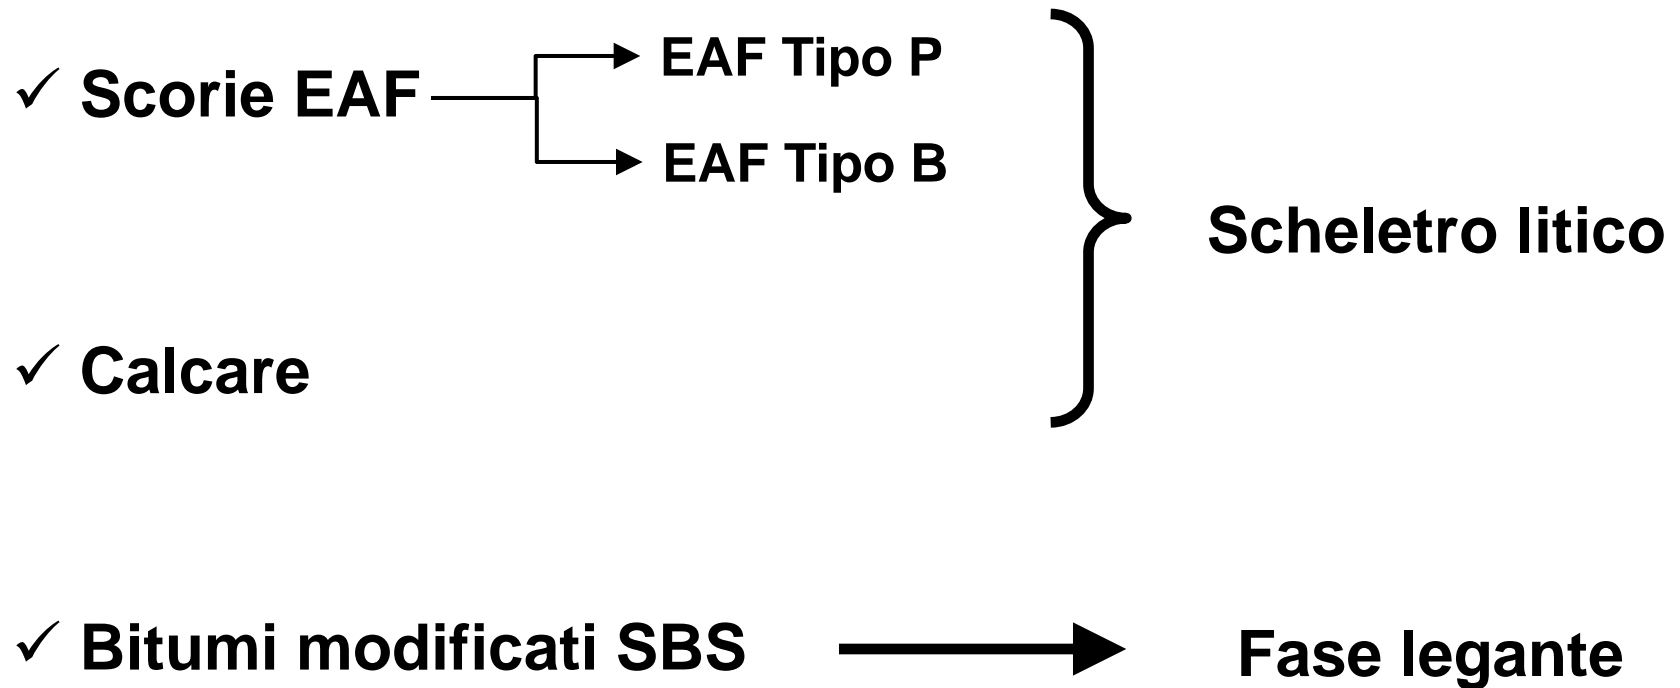 ✓ Scorie EAF
EAF Tipo P
EAF Tipo B
Scheletro litico
✓ Calcare
✓ Bitumi modificati SBS
Fase legante